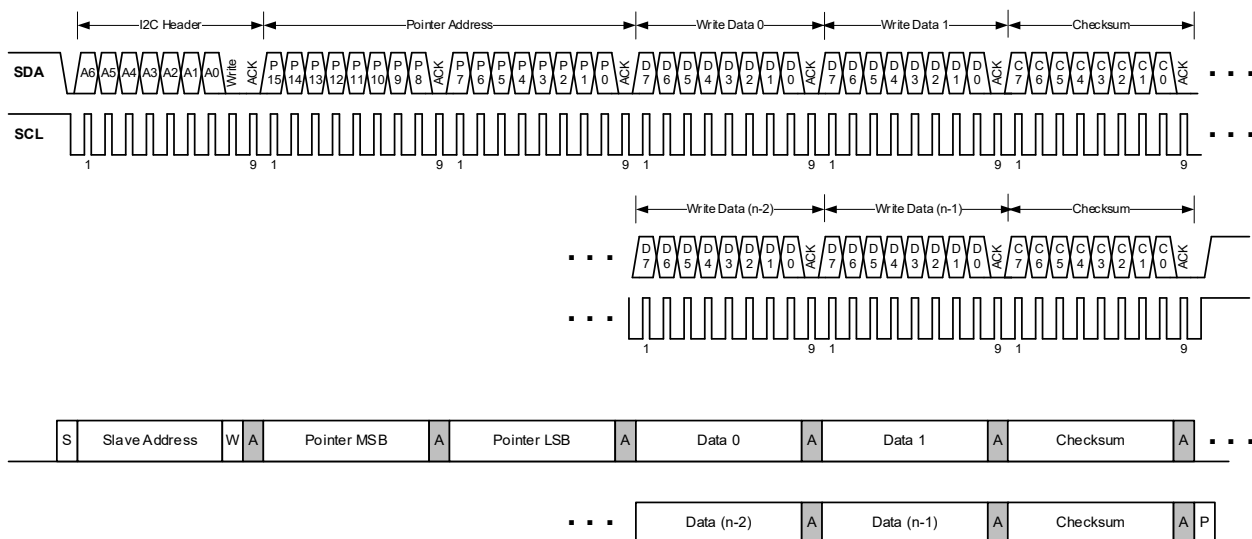 I2C Header Pointer Address Write Data 0 Write Data 1 Checksum
SDA A6 A5 A4 A3 A2 A1 A0 Write ACK P15 P14 P13 P12 P11 P10 P9 P8 ACK P7 P6 P5 P4 P3 P2 P1 P0 ACK D7 D6 D5 D4 D3 D2 D1 D0 ACK D7 D6 D5 D4 D3 D2 D1 D0 ACK C7 C6 C5 C4 C3 C2 C1 C0 ACK . . .
SCL . . .
1 9 1 9 1 9 1 9 1 9 1 9
Write Data (n-2) Write Data (n-1) Checksum
. . . D7 D6 D5 D4 D3 D2 D1 D0 ACK D7 D6 D5 D4 D3 D2 D1 D0 ACK C7 C6 C5 C4 C3 C2 C1 C0 ACK
. . .
1 9 1 9 1 9
S Slave Address W A Pointer MSB A Pointer LSB A Data 0 A Data 1 A Checksum A . . .
. . . Data (n-2) A Data (n-1) A Checksum A P